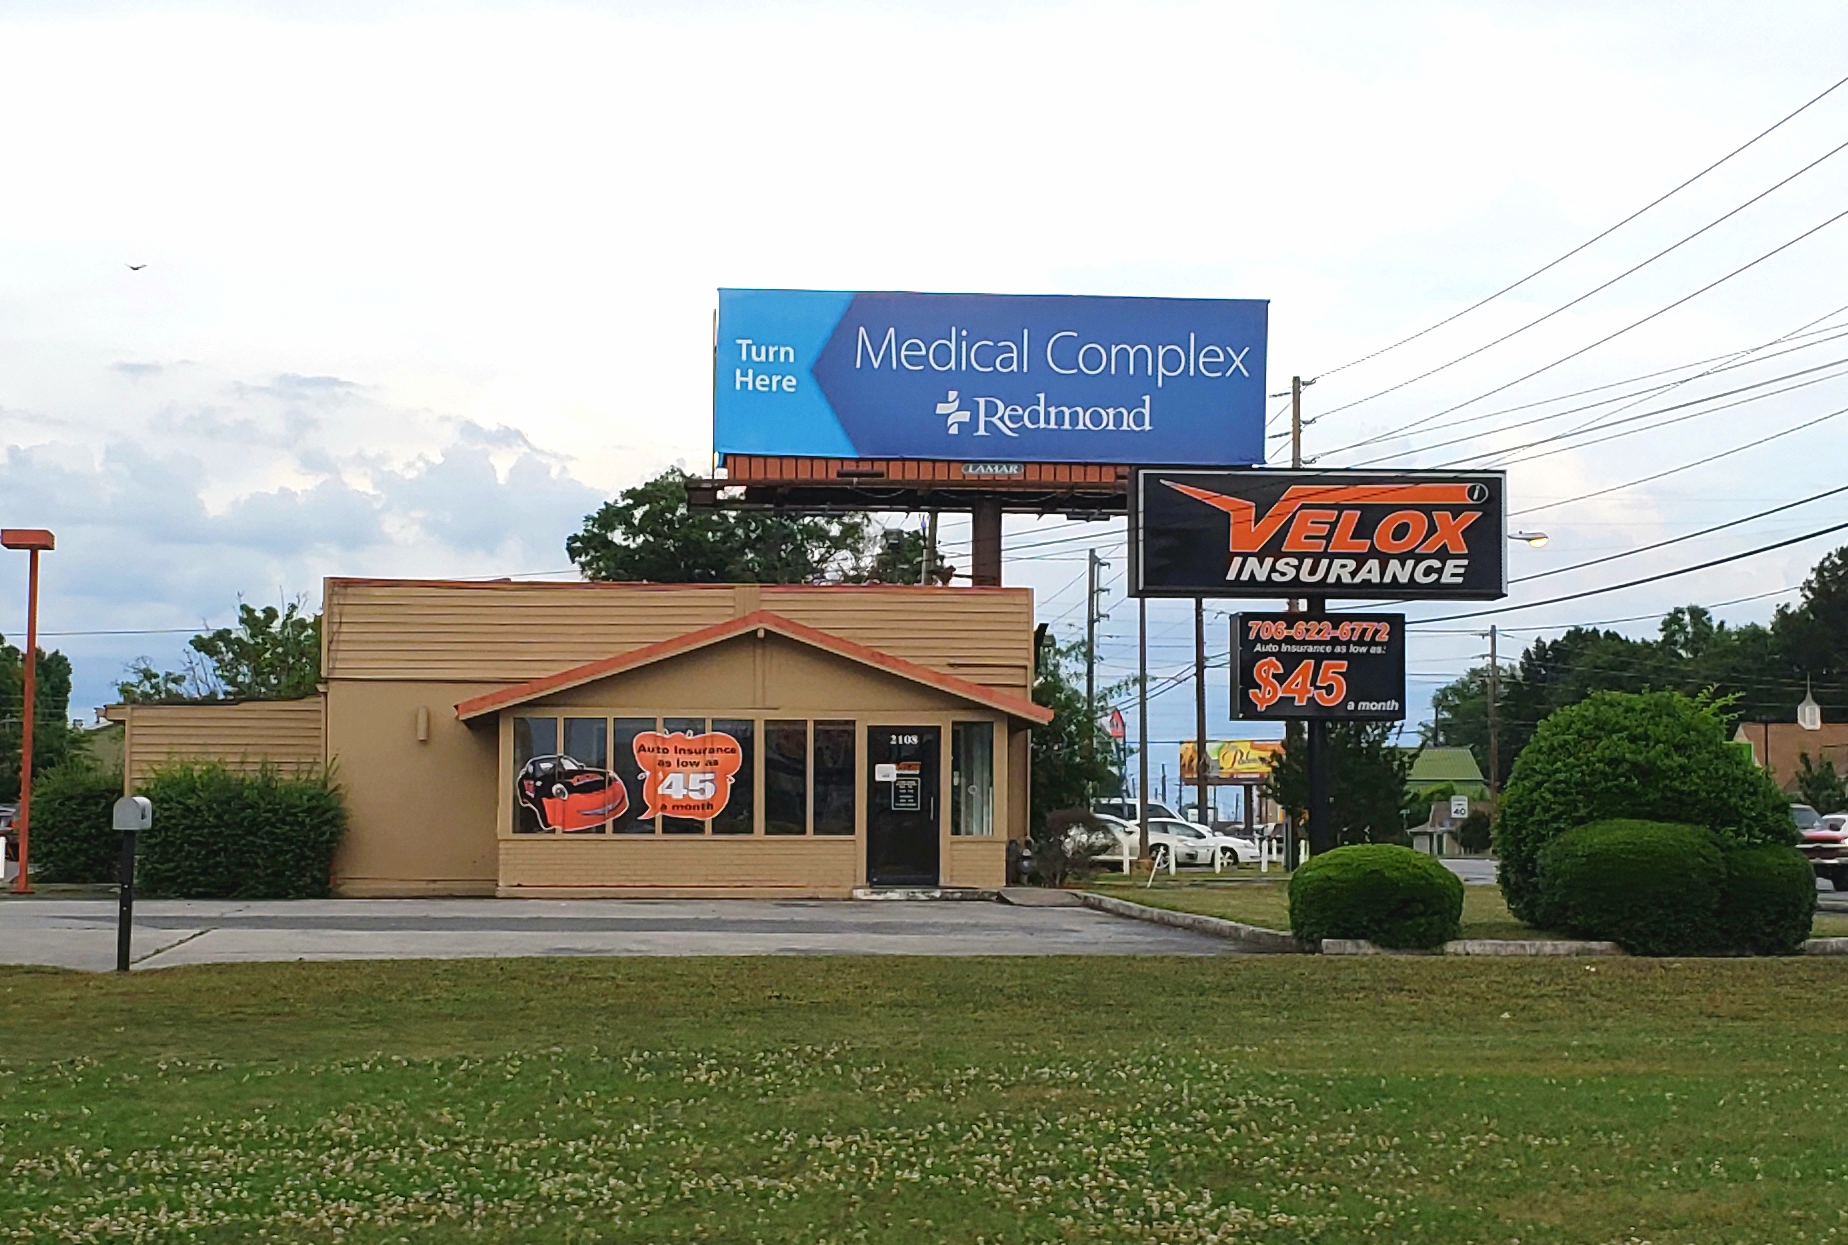 Turn
Here
Medical Complex
Redmond
LAMAR
VELOX
INSURANCE
706-622-6772
Auto Insurance as low as:
$45
a month
2108
Auto Insurance
as low as
$45
a month
40